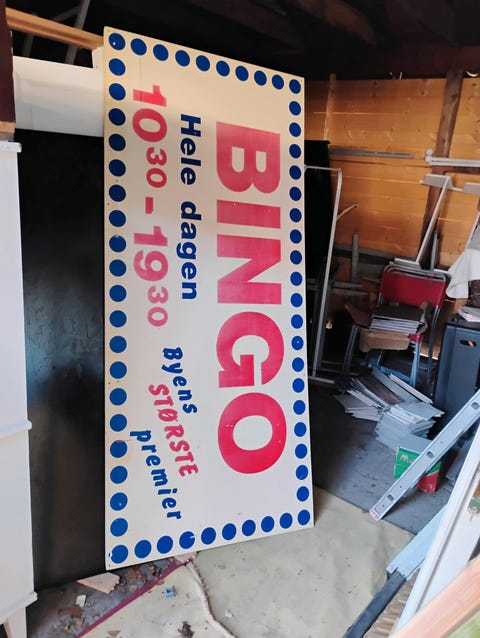 BINGO
Hele dagen
10³⁰ - 19³⁰
Byens
STØRSTE
premier